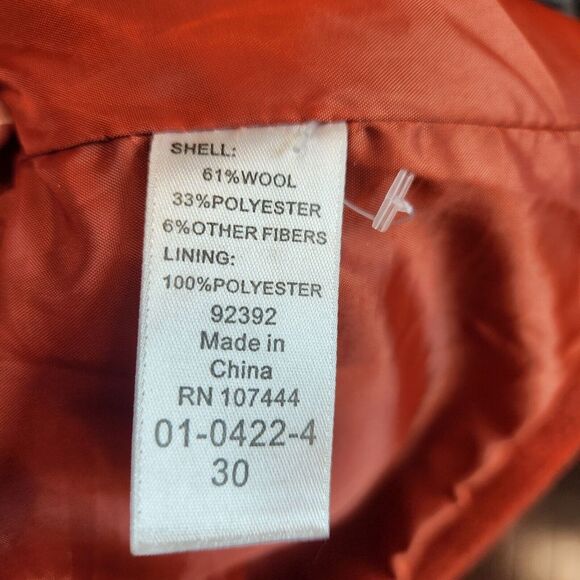 SHELL:
61%WOOL
33%POLYESTER
6%OTHER FIBERS
LINING:
100%POLYESTER
92392
Made in
China
RN 107444
01-0422-4
30